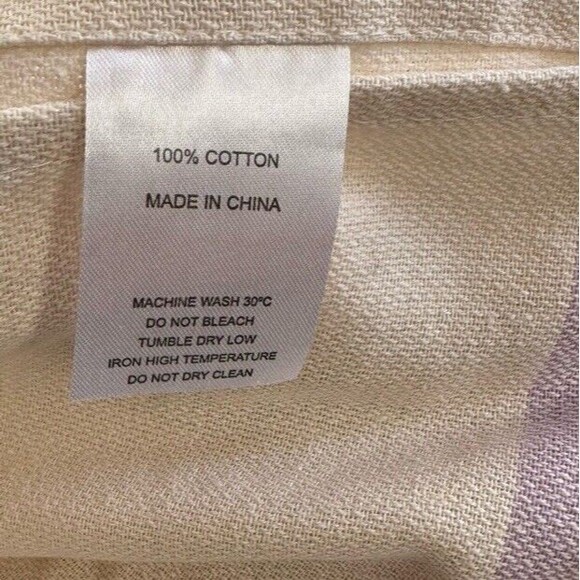 100% COTTON
MADE IN CHINA
MACHINE WASH 30ºC
DO NOT BLEACH
TUMBLE DRY LOW
IRON HIGH TEMPERATURE
DO NOT DRY CLEAN